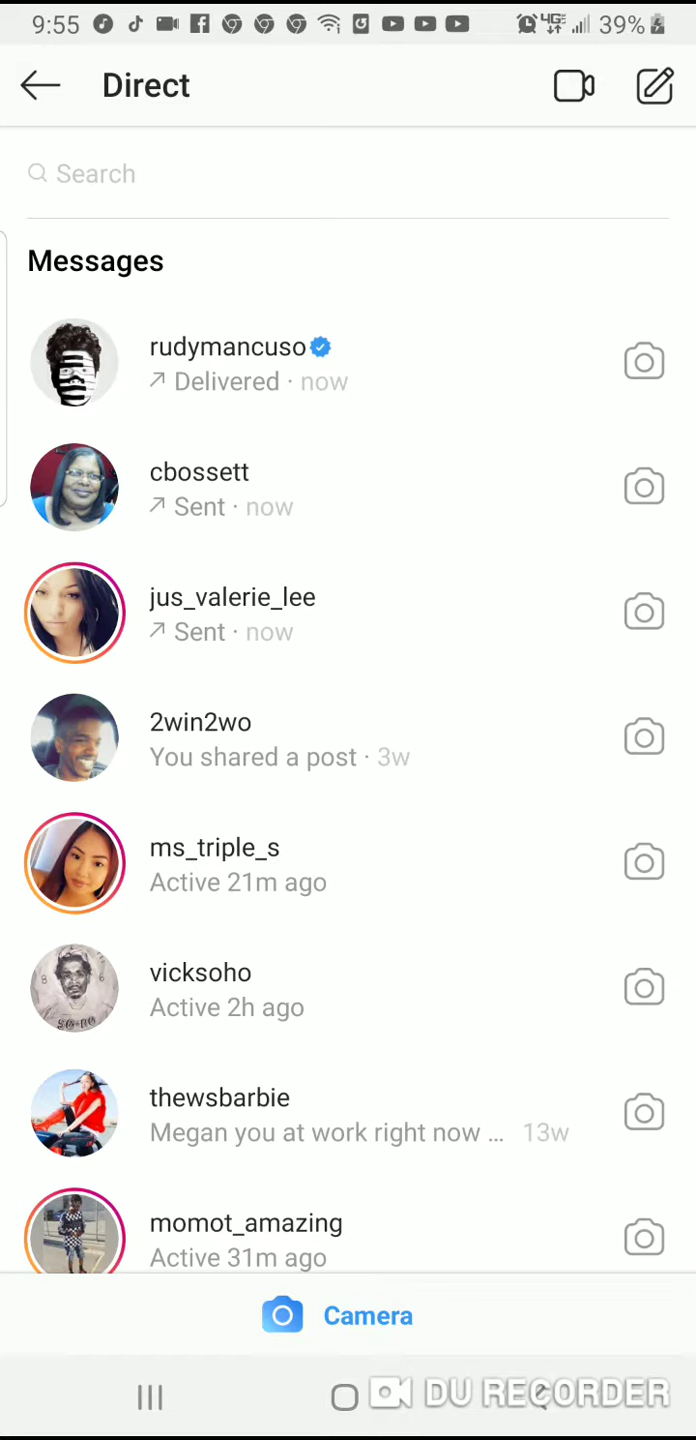 9:55 39%
Direct
Search
Messages
rudymancuso
Delivered · now
cbossett
Sent · now
jus_valerie_lee
Sent · now
2win2wo
You shared a post · 3w
ms_triple_s
Active 21m ago
vicksoho
Active 2h ago
thewsbarbie
Megan you at work right now ... 13w
momot_amazing
Active 31m ago
Camera
DU RECORDER